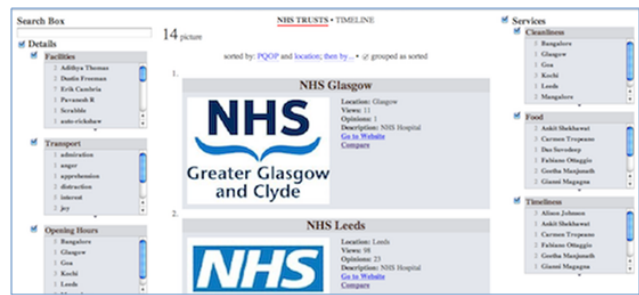 Search Box
Details
Facilities
Adithya Thomas
Dustin Freeman
7 Erik Cambria
Pavanesh R
Scrabble
auto-rickshaw
Transport
admiration
anger
apprehension
distraction
interest
joy
Opening Hours
Bangalore
Glasgow
Goa
Kochi
Leeds
14 picture
NHS TRUSTS • TIMELINE
sorted by: PQOP and location; then by... • grouped as sorted
1.
NHS Glasgow
NHS
Greater Glasgow
and Clyde
Location: Glasgow
Views: 11
Opinions: 1
Description: NHS Hospital
Go to Website
Compare
2.
NHS Leeds
NHS
Location: Leeds
Views: 98
Opinions: 23
Description: NHS Hospital
Go to Website
Compare
Services
Cleanliness
Bangalore
Glasgow
Goa
Kochi
Leeds
Mangalore
Food
Ankit Shekhawat
Carmen Tropeano
Das Suvodeep
Fabiano Ottaggio
Geetha Manjunath
Gianni Magagna
Timeliness
Alison Johnson
Ankit Shekhawat
Carmen Tropeano
Fabiano Ottaggio
Geetha Manjunath
Gianni Magagna